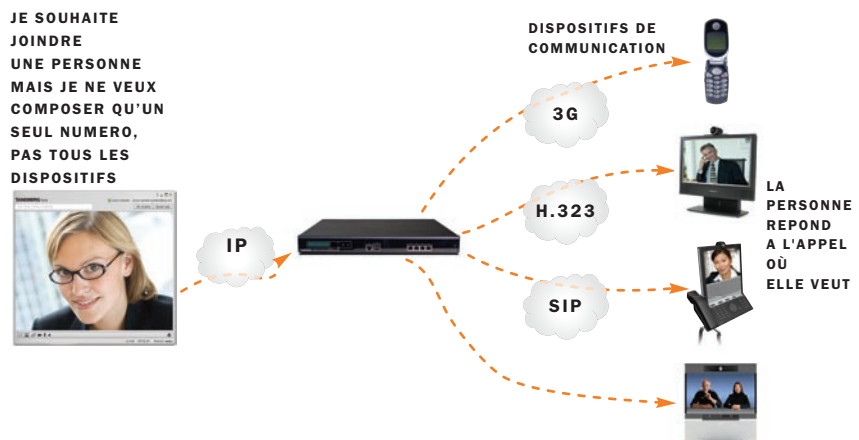 JE SOUHAITE
JOINDRE
UNE PERSONNE
MAIS JE NE VEUX
COMPOSER QU'UN
SEUL NUMERO,
PAS TOUS LES
DISPOSITIFS
TANDBERG
IP
DISPOSITIFS DE
COMMUNICATION
3G
H.323
SIP
LA
PERSONNE
REPOND
A L'APPEL
OÙ
ELLE VEUT